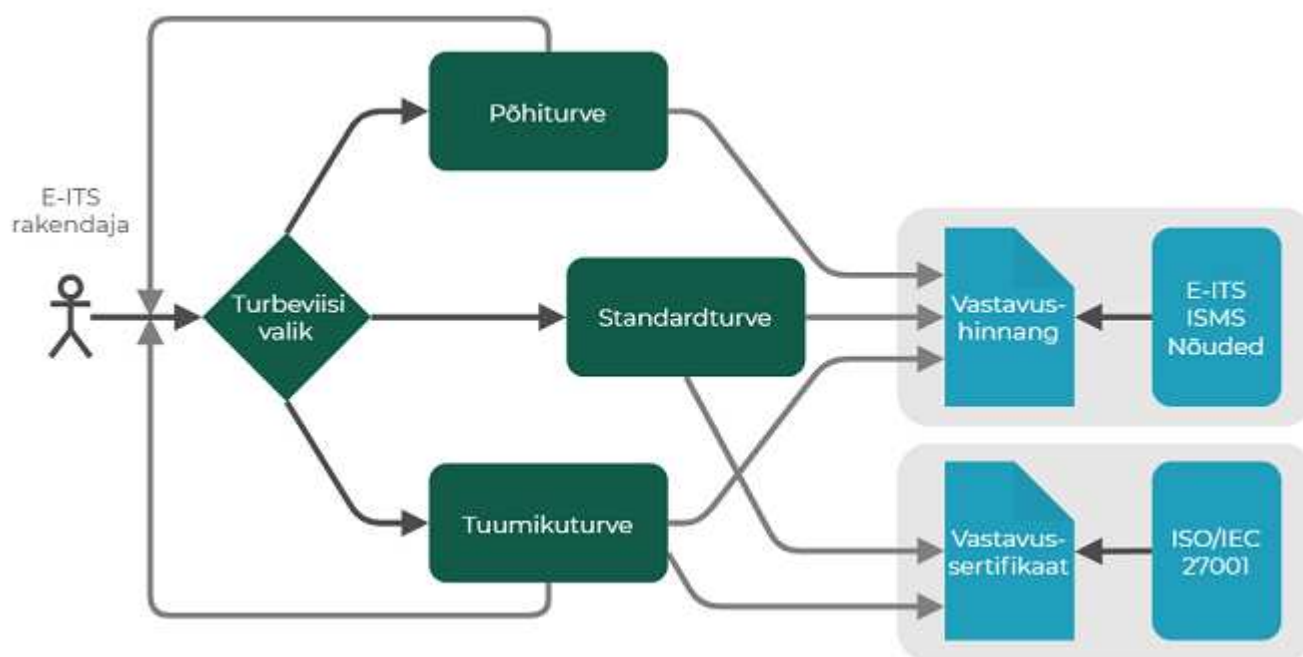 Põhiturve
E-ITS
rakendaja
Turbeviisi
valik
Standardturve
Vastavus-
hinnang
E-ITS
ISMS
Nõuded
Tuumikuturve
Vastavus-
sertifikaat
ISO/IEC
27001